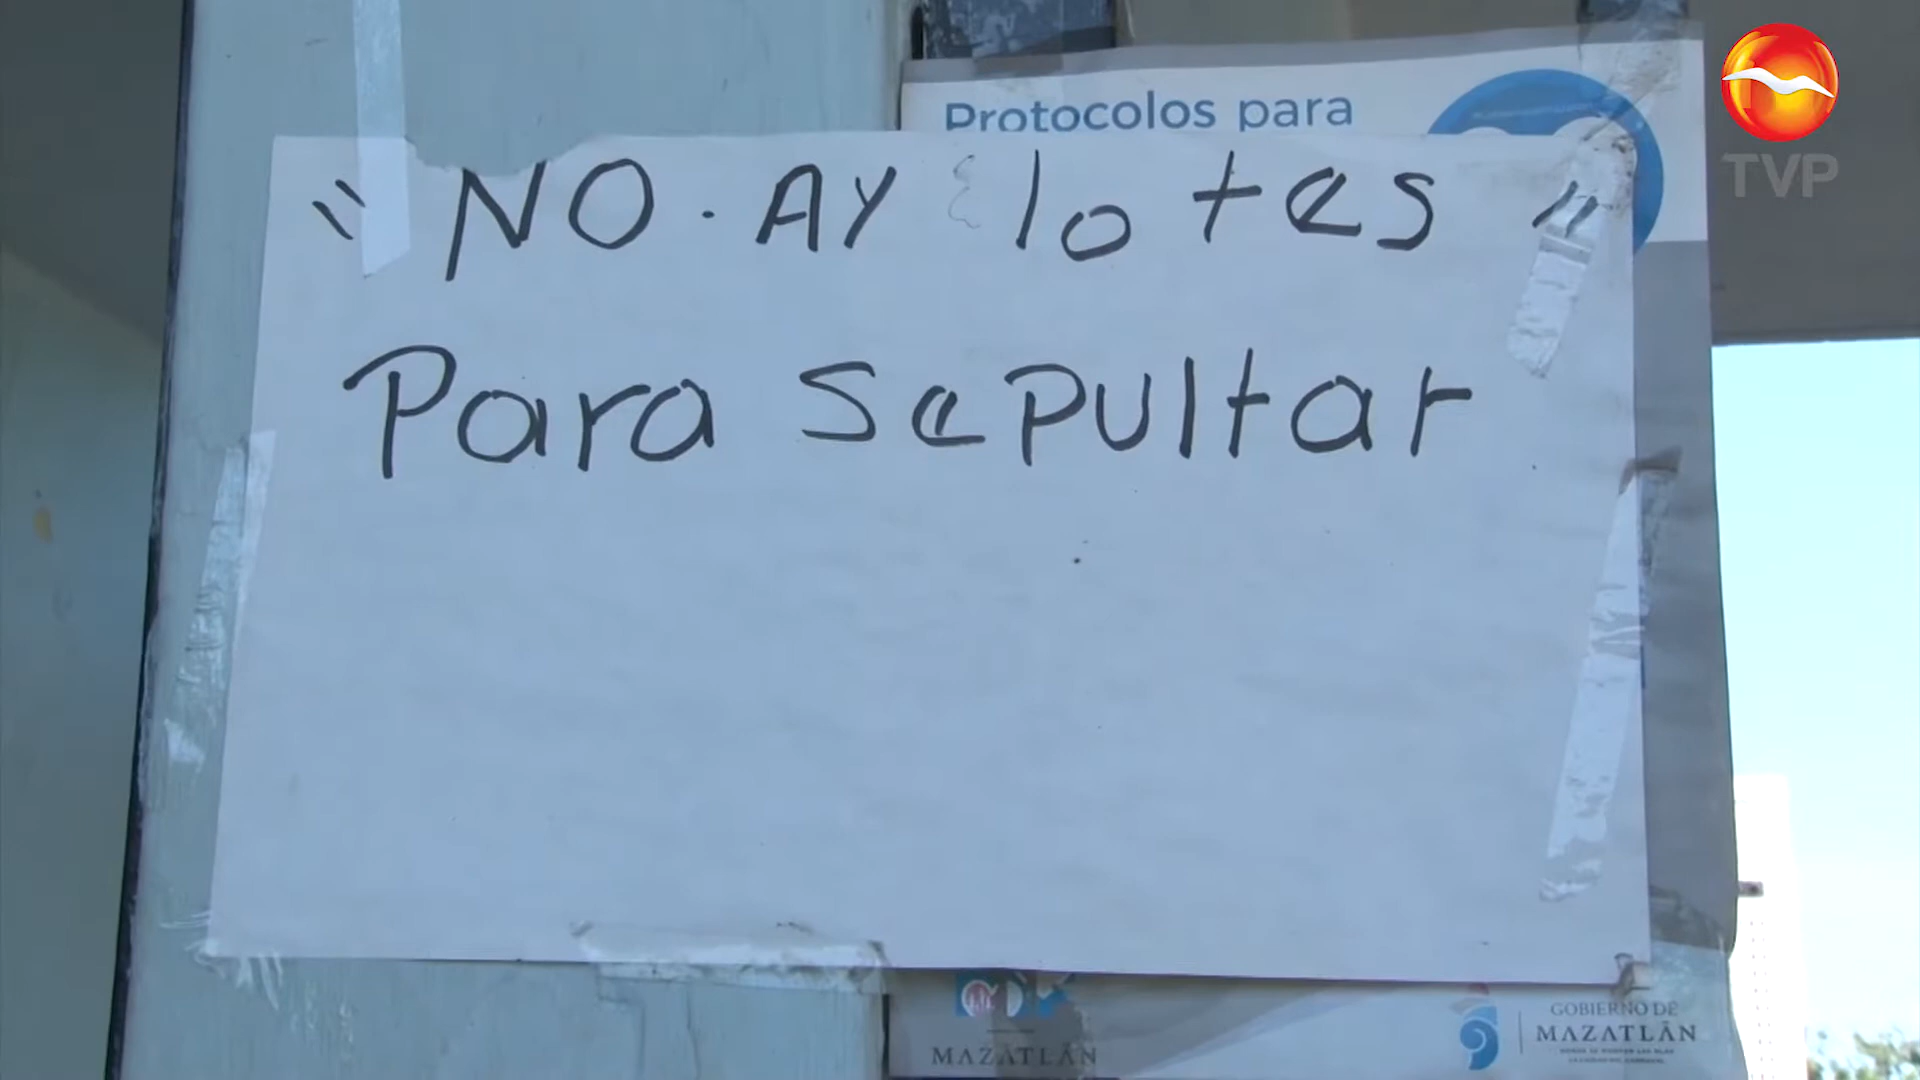 Protocolos para
TVP
"NO. AY lotes"
Para sepultar
MAZATLÁN
GOBIERNO DE
MAZATLÁN